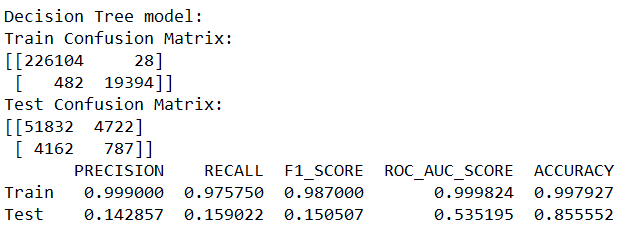 Decision Tree model:
Train Confusion Matrix:
[[226104     28]
 [   482  19394]]
Test Confusion Matrix:
[[51832  4722]
 [ 4162   787]]
       PRECISION    RECALL  F1_SCORE  ROC_AUC_SCORE  ACCURACY
Train   0.999000  0.975750  0.987000       0.999824  0.997927
Test    0.142857  0.159022  0.150507       0.535195  0.855552